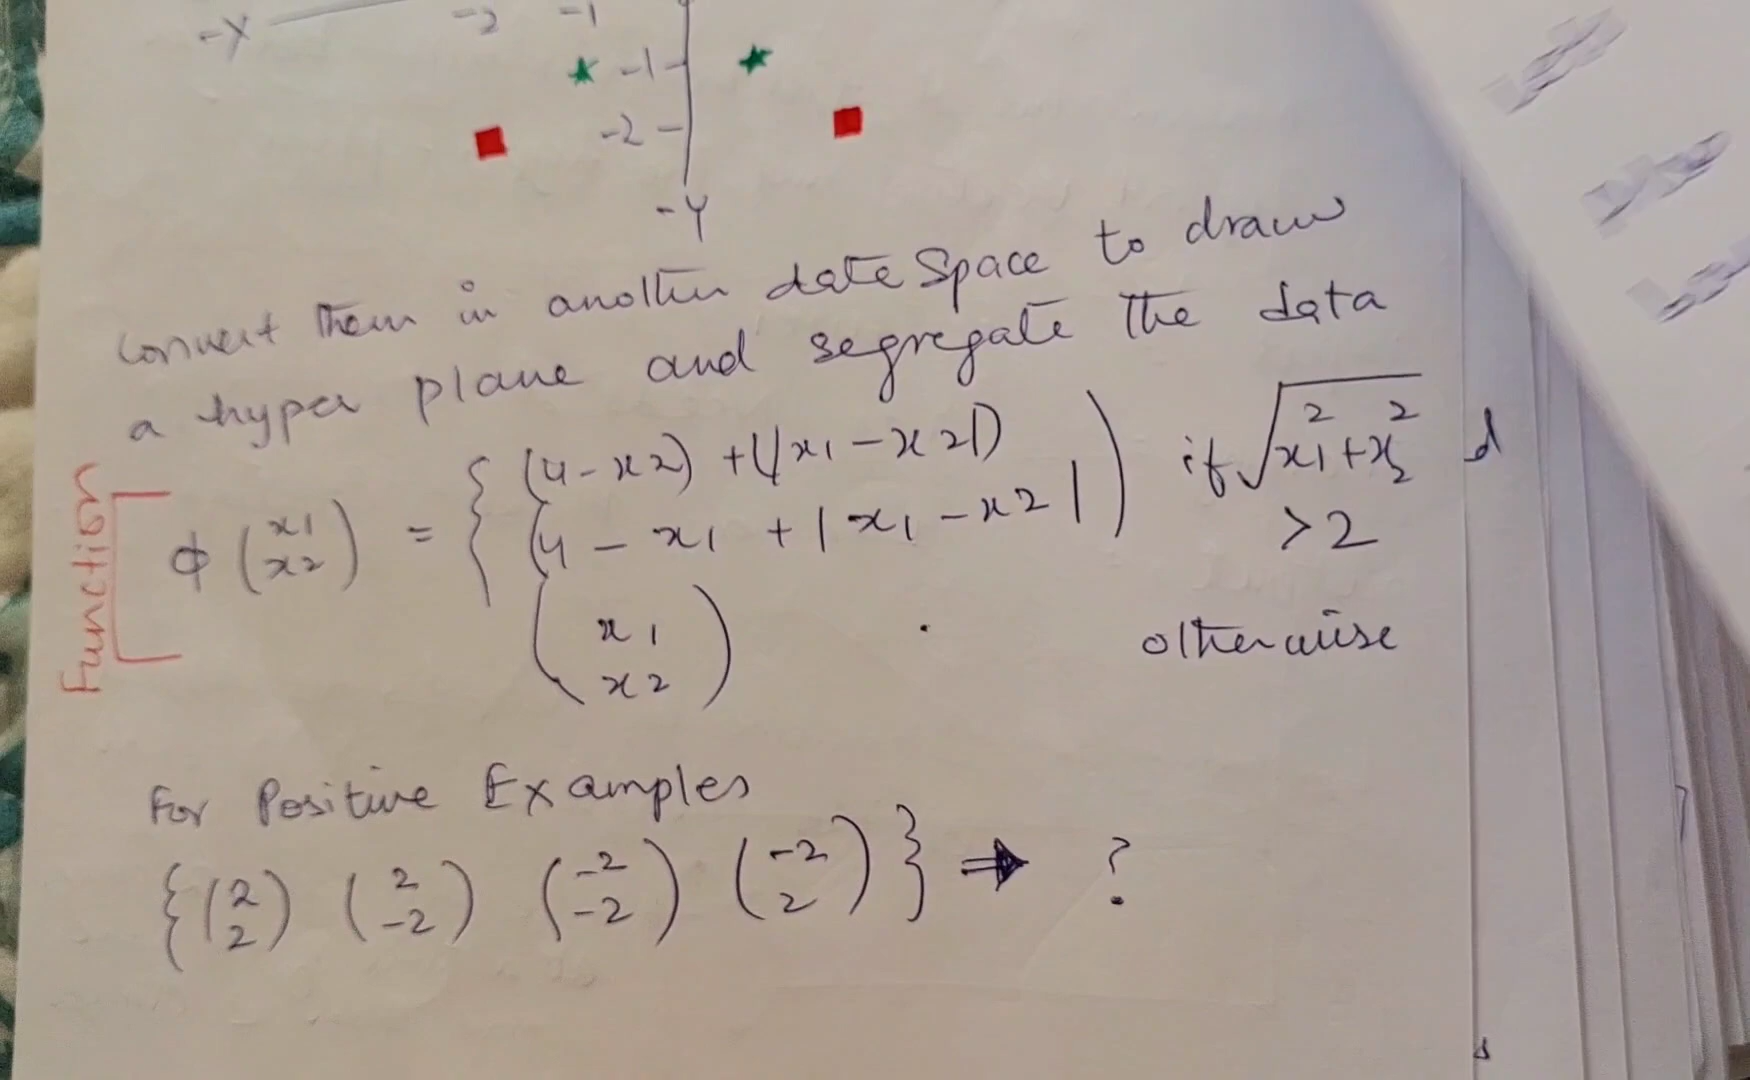 -X -2 -1
-1
-2
-Y
Convert them in another date Space to draw
a hyper plane and segregate the data
Function
ϕ (x1 x2) = { (4-x2) + (|x1-x2|)
(4 - x1 + |x1-x2|) if √x1²+x2² > 2
(x1 x2) otherwise
For Positive Examples
{(2 2) (2 -2) (-2 -2) (-2 2)} ⇒ ?